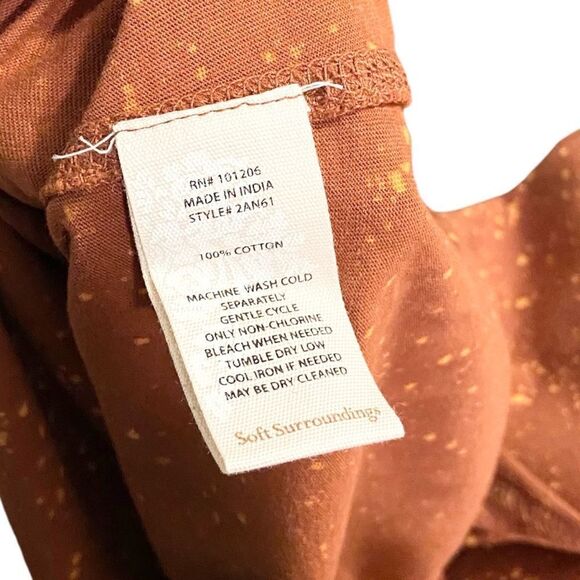 RN# 101206
MADE IN INDIA
STYLE# 2AN61
100% COTTON
MACHINE WASH COLD
SEPARATELY
GENTLE CYCLE
ONLY NON-CHLORINE
BLEACH WHEN NEEDED
TUMBLE DRY LOW
COOL IRON IF NEEDED
MAY BE DRY CLEANED
Soft Surroundings